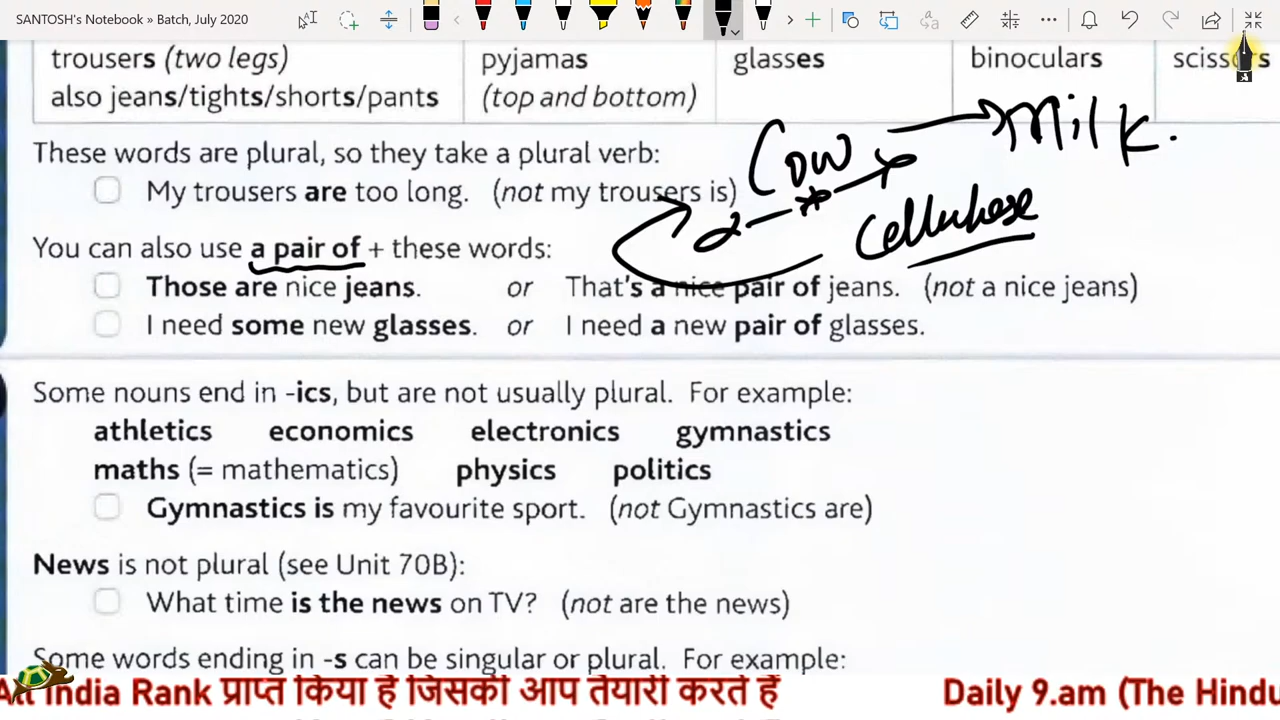 SANTOSH's Notebook » Batch, July 2020
trousers (two legs) pyjamas glasses binoculars scissors
also jeans/tights/shorts/pants (top and bottom)
Cow Milk.
These words are plural, so they take a plural verb:
My trousers are too long. (not my trousers is)
Cellulose
You can also use a pair of + these words:
Those are nice jeans. or That's a nice pair of jeans. (not a nice jeans)
I need some new glasses. or I need a new pair of glasses.
Some nouns end in -ics, but are not usually plural. For example:
athletics economics electronics gymnastics
maths (= mathematics) physics politics
Gymnastics is my favourite sport. (not Gymnastics are)
News is not plural (see Unit 70B):
What time is the news on TV? (not are the news)
Some words ending in -s can be singular or plural. For example:
All India Rank प्राप्त किया है जिसकी आप तैयारी करते हैं Daily 9.am (The Hindu